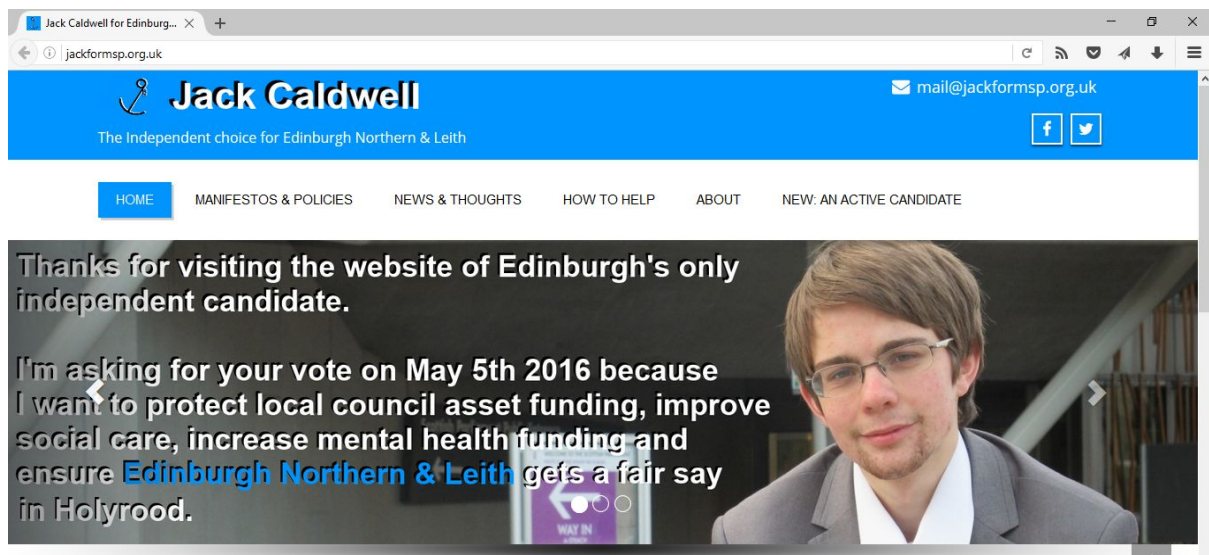 Jack Caldwell for Edinburg...
jackformsp.org.uk
Jack Caldwell
mail@jackformsp.org.uk
The Independent choice for Edinburgh Northern & Leith
HOME MANIFESTOS & POLICIES NEWS & THOUGHTS HOW TO HELP ABOUT NEW: AN ACTIVE CANDIDATE
Thanks for visiting the website of Edinburgh's only
independent candidate.
I'm asking for your vote on May 5th 2016 because
I want to protect local council asset funding, improve
social care, increase mental health funding and
ensure Edinburgh Northern & Leith gets a fair say
in Holyrood.
WAY IN